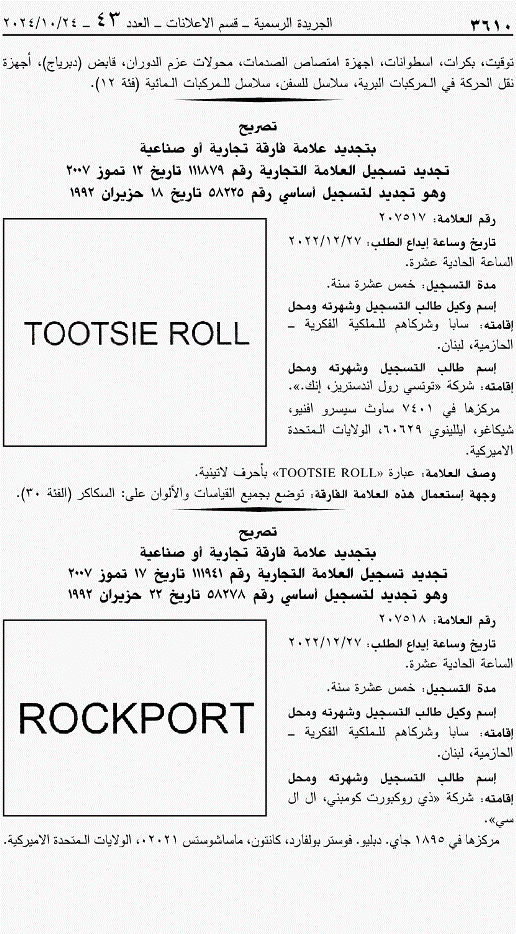 ٣٦١٠
الجريدة الرسمية ــ قسم الاعلانات ــ العدد ٤٣ ــ ٢٠٢٤/١٠/٢٤
توقيت، بكرات، اسطوانات، اجهزة امتصاص الصدمات، محولات عزم الدوران، قابض (دبرياج)، أجهزة
نقل الحركة في المركبات البرية، سلاسل للسفن، سلاسل للمركبات المائية (فئة ١٢).
تصريح
بتجديد علامة فارقة تجارية أو صناعية
تجديد تسجيل العلامة التجارية رقم ١١١٨٧٩ تاريخ ١٢ تموز ٢٠٠٧
وهو تجديد لتسجيل أساسي رقم ٥٨٢٢٥ تاريخ ١٨ حزيران ١٩٩٢
رقم العلامة: ٢٠٧٥١٧
تاريخ وساعة إيداع الطلب: ٢٠٢٢/١٢/٢٧
الساعة الحادية عشرة.
مدة التسجيل: خمس عشرة سنة.
إسم وكيل طالب التسجيل وشهرته ومحل
إقامته: سابا وشركاهم للملكية الفكرية ــ
الحازمية، لبنان.
إسم طالب التسجيل وشهرته ومحل
إقامته: شركة «توتسي رول اندستريز، إنك.».
مركزها في ٧٤٠١ ساوث سيسرو افنيو،
شيكاغو، ايللينوي ٦٠٦٢٩، الولايات المتحدة
الاميركية.
TOOTSIE ROLL
وصف العلامة: عبارة «TOOTSIE ROLL» بأحرف لاتينية.
وجهة إستعمال هذه العلامة الفارقة: توضع بجميع القياسات والألوان على: السكاكر (الفئة ٣٠).
تصريح
بتجديد علامة فارقة تجارية أو صناعية
تجديد تسجيل العلامة التجارية رقم ١١١٩٤١ تاريخ ١٧ تموز ٢٠٠٧
وهو تجديد لتسجيل أساسي رقم ٥٨٢٧٨ تاريخ ٢٢ حزيران ١٩٩٢
رقم العلامة: ٢٠٧٥١٨
تاريخ وساعة إيداع الطلب: ٢٠٢٢/١٢/٢٧
الساعة الحادية عشرة.
مدة التسجيل: خمس عشرة سنة.
إسم وكيل طالب التسجيل وشهرته ومحل
إقامته: سابا وشركاهم للملكية الفكرية ــ
الحازمية، لبنان.
إسم طالب التسجيل وشهرته ومحل
إقامته: شركة «ذي روكبورت كومبني، ال ال
سي».
ROCKPORT
مركزها في ١٨٩٥ جاي. دبليو. فوستر بولفارد، كانتون، ماساشوستس ٠٢٠٢١، الولايات المتحدة الاميركية.